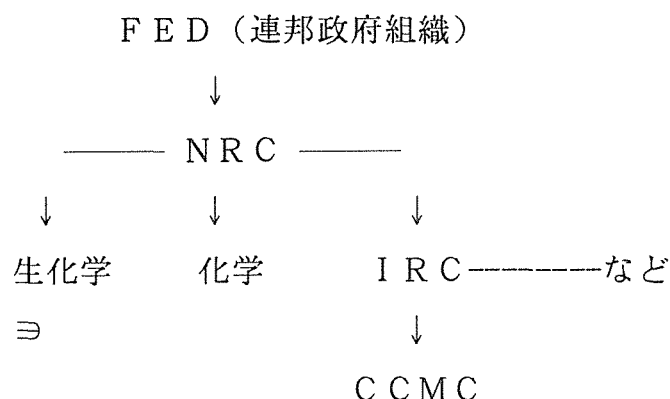 ＦＥＤ（連邦政府組織）
↓
ＮＲＣ
↓ ↓ ↓
生化学 化学 ＩＲＣ-------など
∋ ↓
ＣＣＭＣ